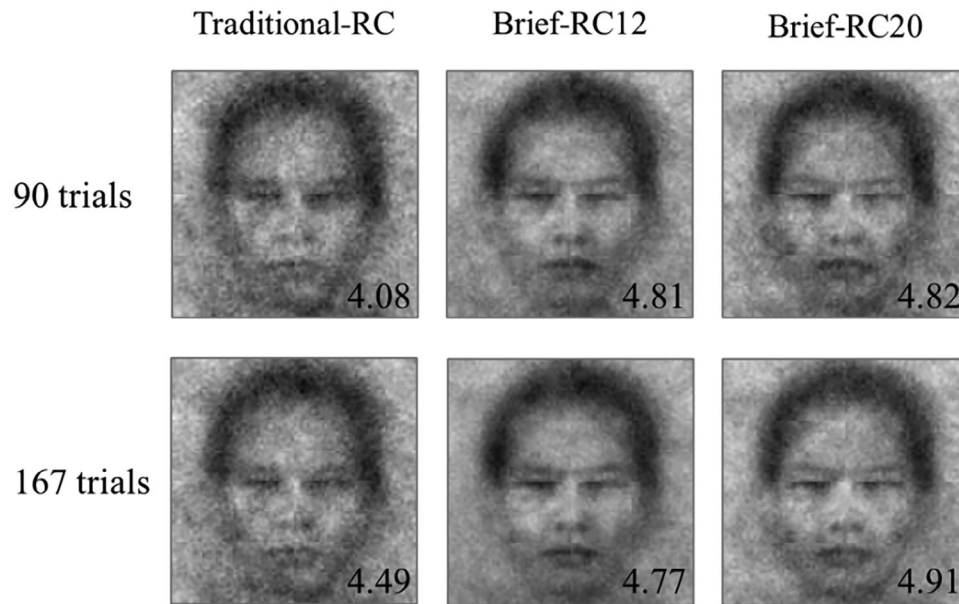 Traditional-RC Brief-RC12 Brief-RC20
90 trials
4.08 4.81 4.82
167 trials
4.49 4.77 4.91